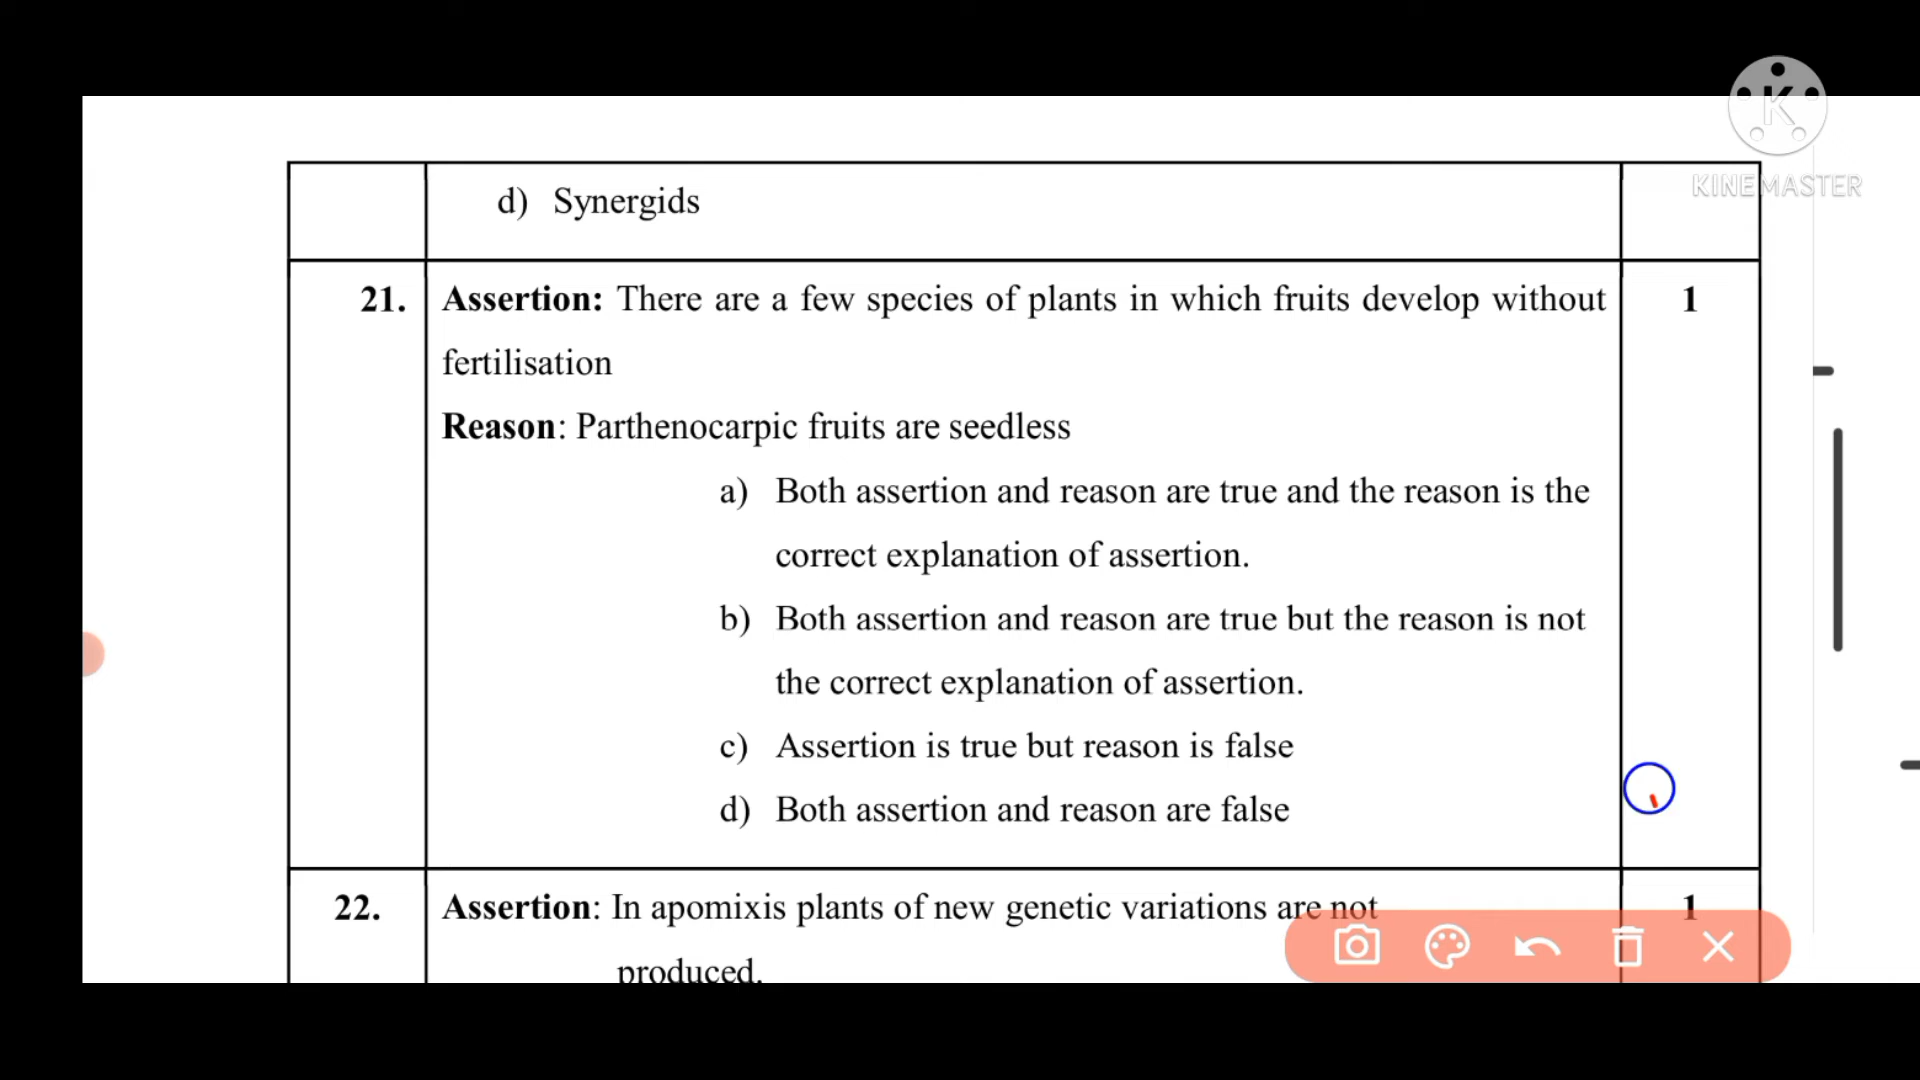 K
KINEMASTER
d) Synergids
21. Assertion: There are a few species of plants in which fruits develop without 1
fertilisation
Reason: Parthenocarpic fruits are seedless
a) Both assertion and reason are true and the reason is the
correct explanation of assertion.
b) Both assertion and reason are true but the reason is not
the correct explanation of assertion.
c) Assertion is true but reason is false
d) Both assertion and reason are false
22. Assertion: In apomixis plants of new genetic variations are not 1
produced.